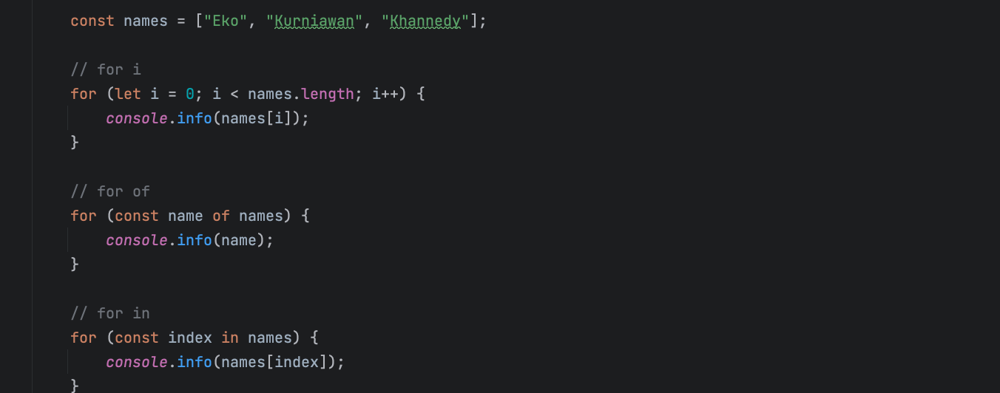 const names = ["Eko", "Kurniawan", "Khannedy"];
// for i
for (let i = 0; i < names.length; i++) {
    console.info(names[i]);
}
// for of
for (const name of names) {
    console.info(name);
}
// for in
for (const index in names) {
    console.info(names[index]);
}